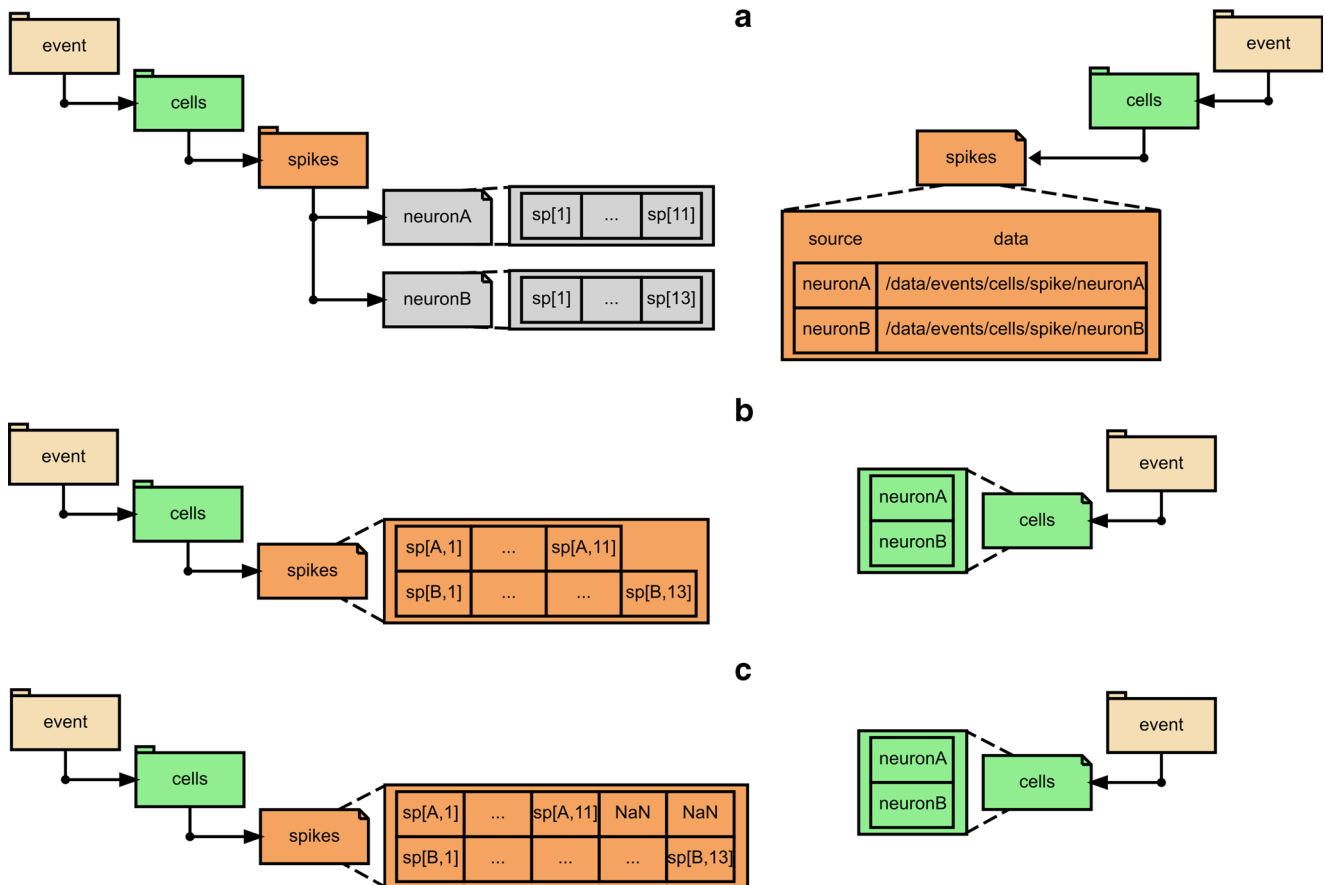 a
event
cells
spikes
neuronA
sp[1] ... sp[11]
neuronB
sp[1] ... sp[13]
event
cells
spikes
source data
neuronA /data/events/cells/spike/neuronA
neuronB /data/events/cells/spike/neuronB
b
event
cells
spikes
sp[A,1] ... sp[A,11]
sp[B,1] ... ... sp[B,13]
event
cells
neuronA
neuronB
c
event
cells
spikes
sp[A,1] ... sp[A,11] NaN NaN
sp[B,1] ... ... ... sp[B,13]
event
cells
neuronA
neuronB